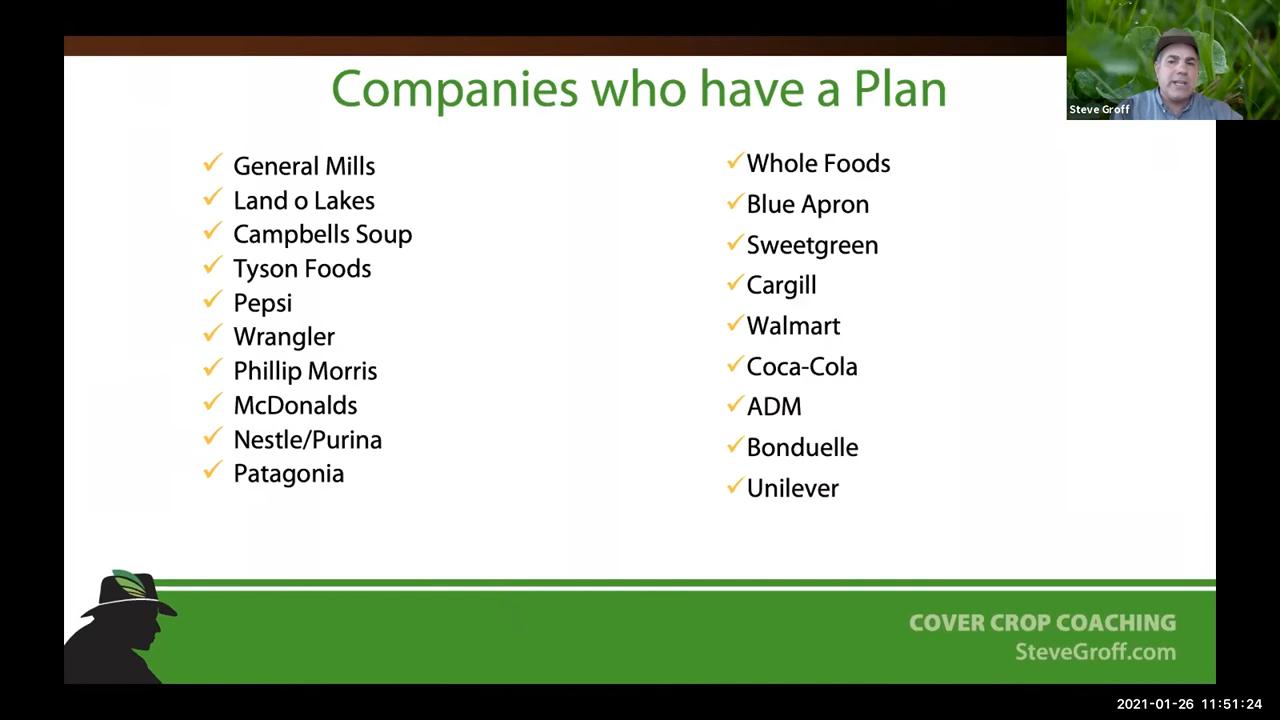 Companies who have a Plan
Steve Groff
General Mills
Land o Lakes
Campbells Soup
Tyson Foods
Pepsi
Wrangler
Phillip Morris
McDonalds
Nestle/Purina
Patagonia
Whole Foods
Blue Apron
Sweetgreen
Cargill
Walmart
Coca-Cola
ADM
Bonduelle
Unilever
COVER CROP COACHING
SteveGroff.com
2021-01-26 11:51:24